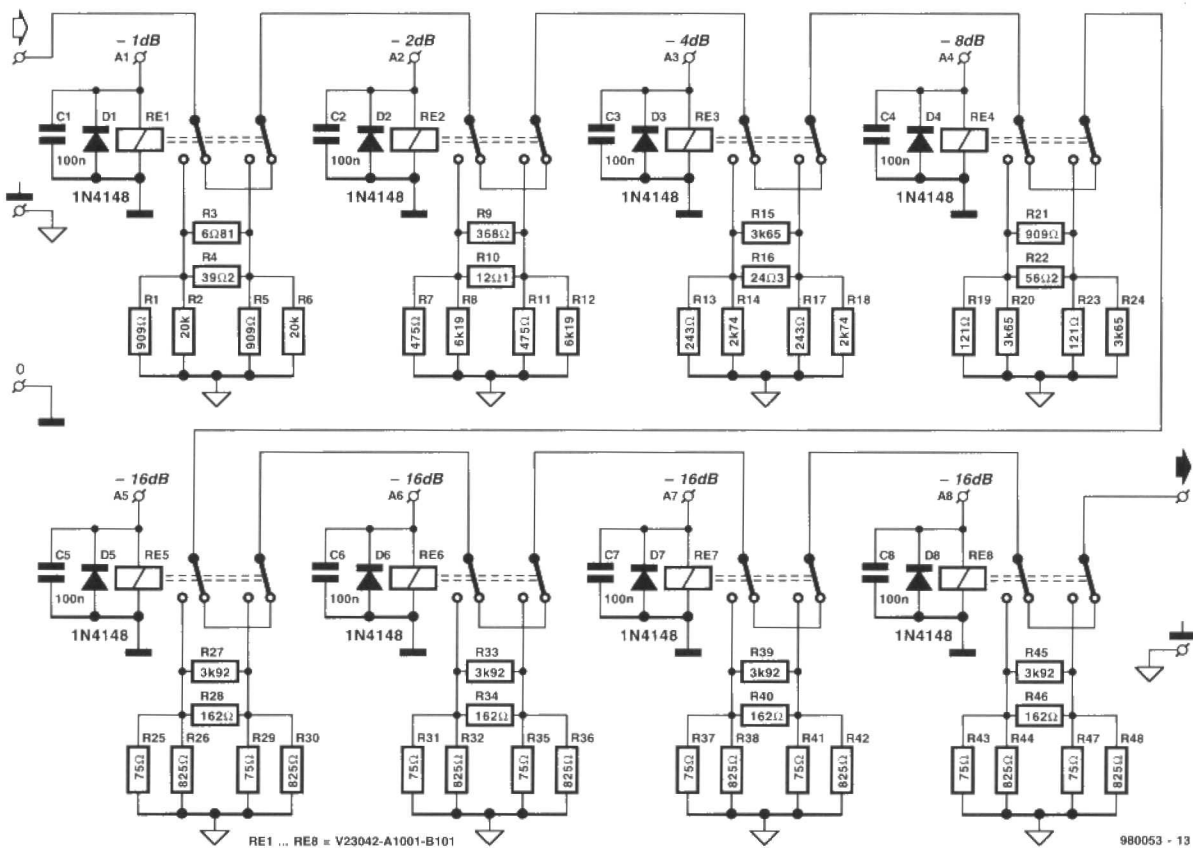 – 1dB
A1
– 2dB
A2
– 4dB
A3
– 8dB
A4
C1
D1
RE1
100n
1N4148
C2
D2
RE2
100n
1N4148
C3
D3
RE3
100n
1N4148
C4
D4
RE4
100n
1N4148
R3
6Ω81
R4
39Ω2
R1
909Ω
R2
20k
R5
909Ω
R6
20k
R9
368Ω
R10
12Ω1
R7
475Ω
R8
6k19
R11
475Ω
R12
6k19
R15
3k65
R16
24Ω3
R13
243Ω
R14
2k74
R17
243Ω
R18
2k74
R21
909Ω
R22
56Ω2
R19
121Ω
R20
3k65
R23
121Ω
R24
3k65
0
– 16dB
A5
– 16dB
A6
– 16dB
A7
– 16dB
A8
C5
D5
RE5
100n
1N4148
C6
D6
RE6
100n
1N4148
C7
D7
RE7
100n
1N4148
C8
D8
RE8
100n
1N4148
R27
3k92
R28
162Ω
R25
75Ω
R26
825Ω
R29
75Ω
R30
825Ω
R33
3k92
R34
162Ω
R31
75Ω
R32
825Ω
R35
75Ω
R36
825Ω
R39
3k92
R40
162Ω
R37
75Ω
R38
825Ω
R41
75Ω
R42
825Ω
R45
3k92
R46
162Ω
R43
75Ω
R44
825Ω
R47
75Ω
R48
825Ω
RE1 ... RE8 = V23042-A1001-B101
980053 - 13